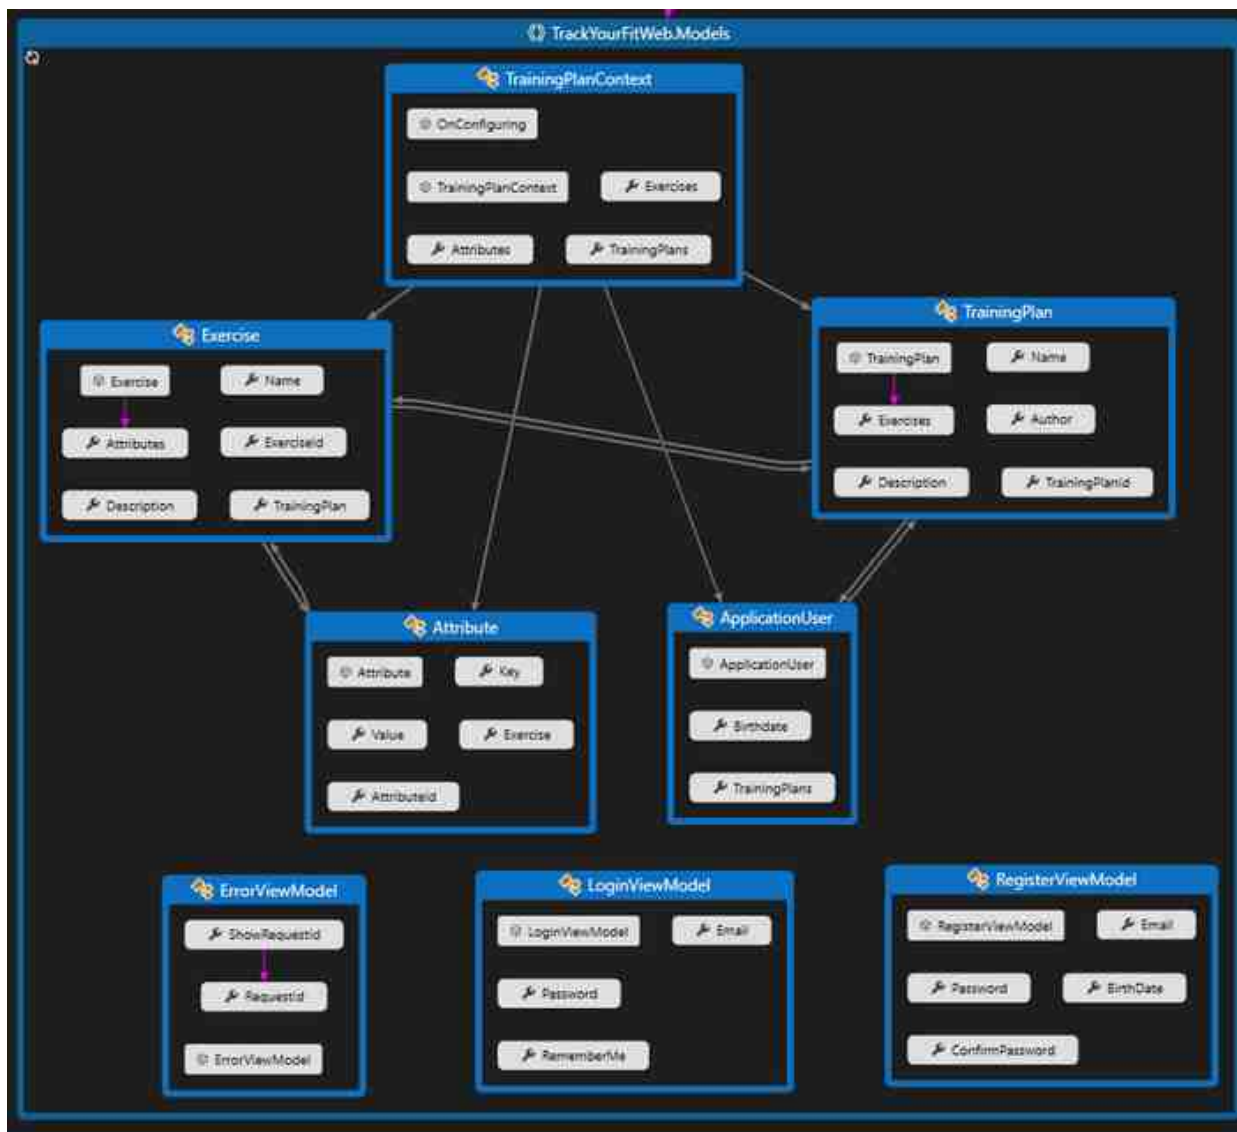 TrackYourFitWeb.Models
TrainingPlanContext
OnConfiguring
TrainingPlanContext
Exercises
Attributes
TrainingPlans
Exercise
Exercise
Name
Attributes
ExerciseId
Description
TrainingPlan
TrainingPlan
TrainingPlan
Name
Exercises
Author
Description
TrainingPlanId
Attribute
Attribute
Key
Value
Exercise
AttributeId
ApplicationUser
ApplicationUser
Birthdate
TrainingPlans
ErrorViewModel
ShowRequestId
RequestId
ErrorViewModel
LoginViewModel
LoginViewModel
Email
Password
RememberMe
RegisterViewModel
RegisterViewModel
Email
Password
BirthDate
ConfirmPassword